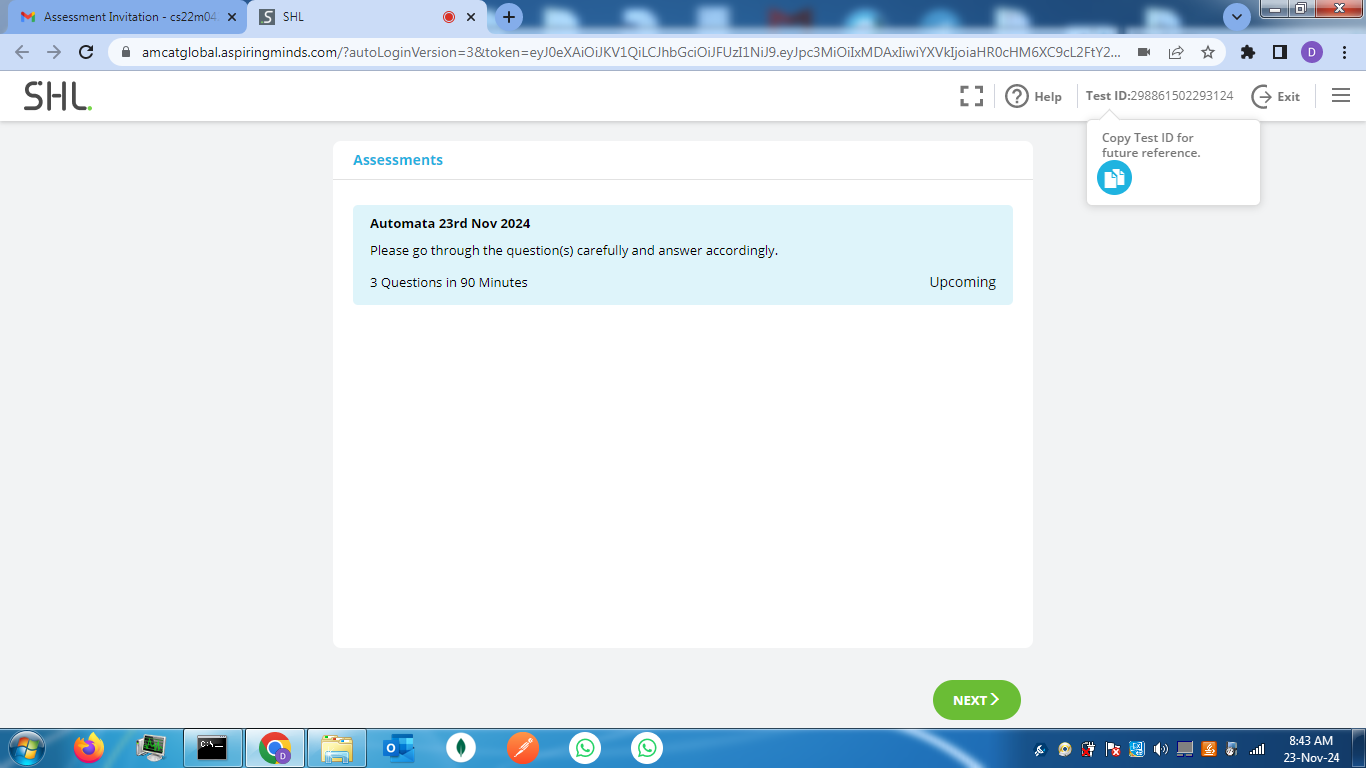 Assessment Invitation - cs22m04
SHL
amcatglobal.aspiringminds.com/?autoLoginVersion=3&token=eyJ0eXAiOiJKV1QiLCJhbGciOiJFUzI1NiJ9.eyJpc3MiOiIxMDAxIiwiYXVkIjoiaHR0cHM6XC9cL2FtY2...
D
SHL.
Help
Test ID:298861502293124
Exit
Copy Test ID for
future reference.
Assessments
Automata 23rd Nov 2024
Please go through the question(s) carefully and answer accordingly.
3 Questions in 90 Minutes
Upcoming
NEXT
C:\
D
8:43 AM
23-Nov-24